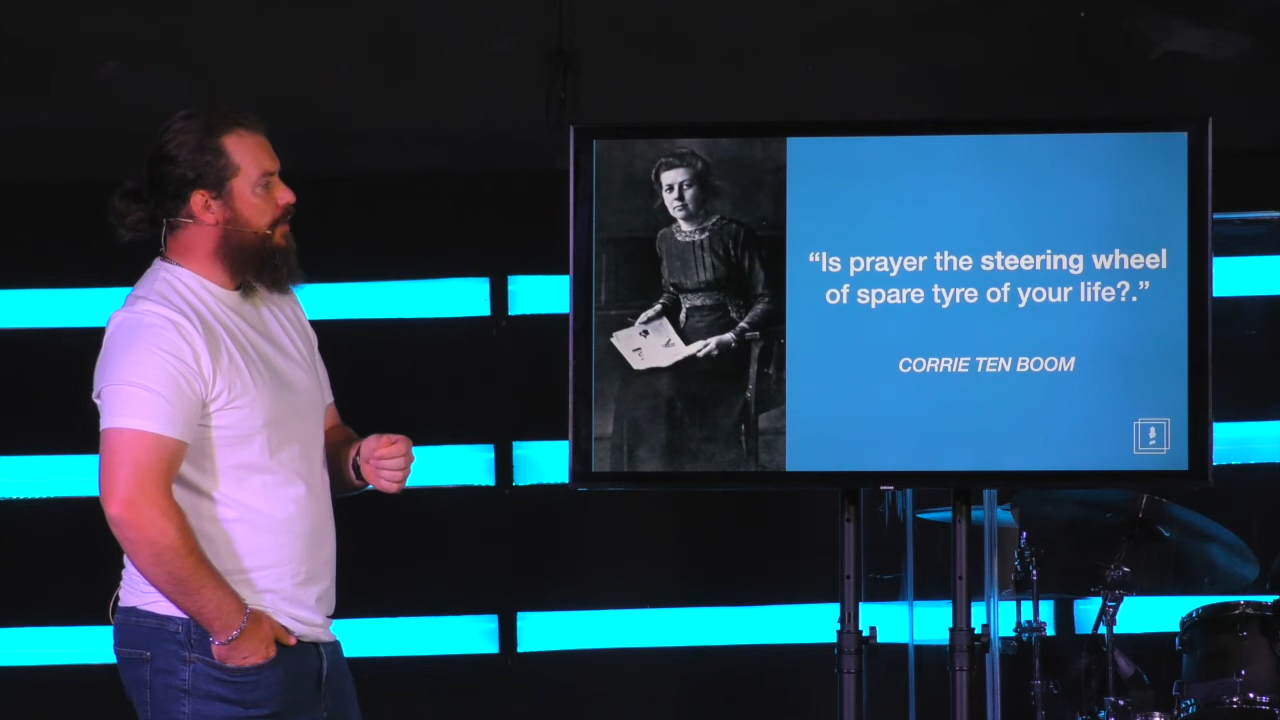 “Is prayer the steering wheel
of spare tyre of your life?.”
CORRIE TEN BOOM